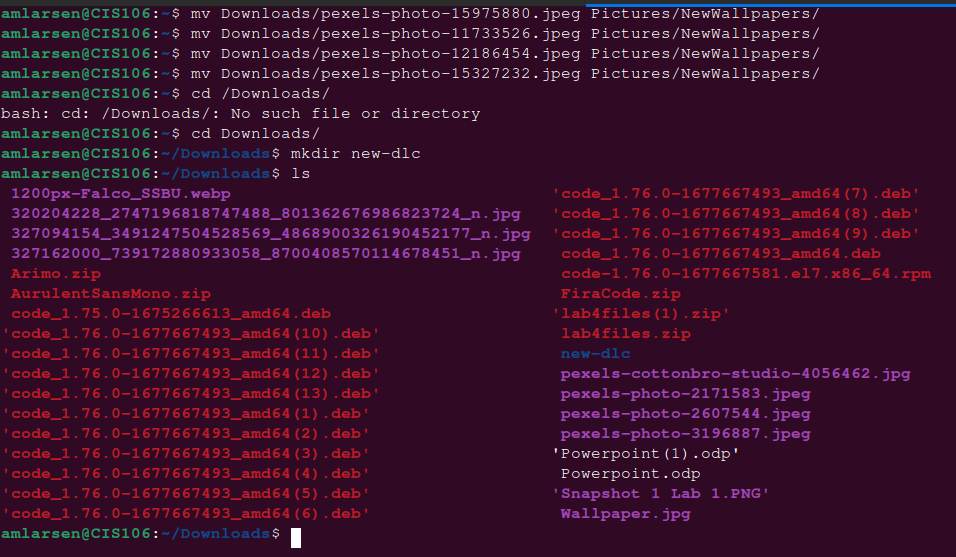 amlarsen@CIS106:~$ mv Downloads/pexels-photo-15975880.jpeg Pictures/NewWallpapers/
amlarsen@CIS106:~$ mv Downloads/pexels-photo-11733526.jpeg Pictures/NewWallpapers/
amlarsen@CIS106:~$ mv Downloads/pexels-photo-12186454.jpeg Pictures/NewWallpapers/
amlarsen@CIS106:~$ mv Downloads/pexels-photo-15327232.jpeg Pictures/NewWallpapers/
amlarsen@CIS106:~$ cd /Downloads/
bash: cd: /Downloads/: No such file or directory
amlarsen@CIS106:~$ cd Downloads/
amlarsen@CIS106:~/Downloads$ mkdir new-dlc
amlarsen@CIS106:~/Downloads$ ls
1200px-Falco_SSBU.webp 'code_1.76.0-1677667493_amd64(7).deb'
320204228_2747196818747488_801362676986823724_n.jpg 'code_1.76.0-1677667493_amd64(8).deb'
327094154_3491247504528569_4868900326190452177_n.jpg 'code_1.76.0-1677667493_amd64(9).deb'
327162000_739172880933058_8700408570114678451_n.jpg code_1.76.0-1677667493_amd64.deb
Arimo.zip code-1.76.0-1677667581.el7.x86_64.rpm
AurulentSansMono.zip FiraCode.zip
code_1.75.0-1675266613_amd64.deb 'lab4files(1).zip'
'code_1.76.0-1677667493_amd64(10).deb' lab4files.zip
'code_1.76.0-1677667493_amd64(11).deb' new-dlc
'code_1.76.0-1677667493_amd64(12).deb' pexels-cottonbro-studio-4056462.jpg
'code_1.76.0-1677667493_amd64(13).deb' pexels-photo-2171583.jpeg
'code_1.76.0-1677667493_amd64(1).deb' pexels-photo-2607544.jpeg
'code_1.76.0-1677667493_amd64(2).deb' pexels-photo-3196887.jpeg
'code_1.76.0-1677667493_amd64(3).deb' 'Powerpoint(1).odp'
'code_1.76.0-1677667493_amd64(4).deb' Powerpoint.odp
'code_1.76.0-1677667493_amd64(5).deb' 'Snapshot 1 Lab 1.PNG'
'code_1.76.0-1677667493_amd64(6).deb' Wallpaper.jpg
amlarsen@CIS106:~/Downloads$